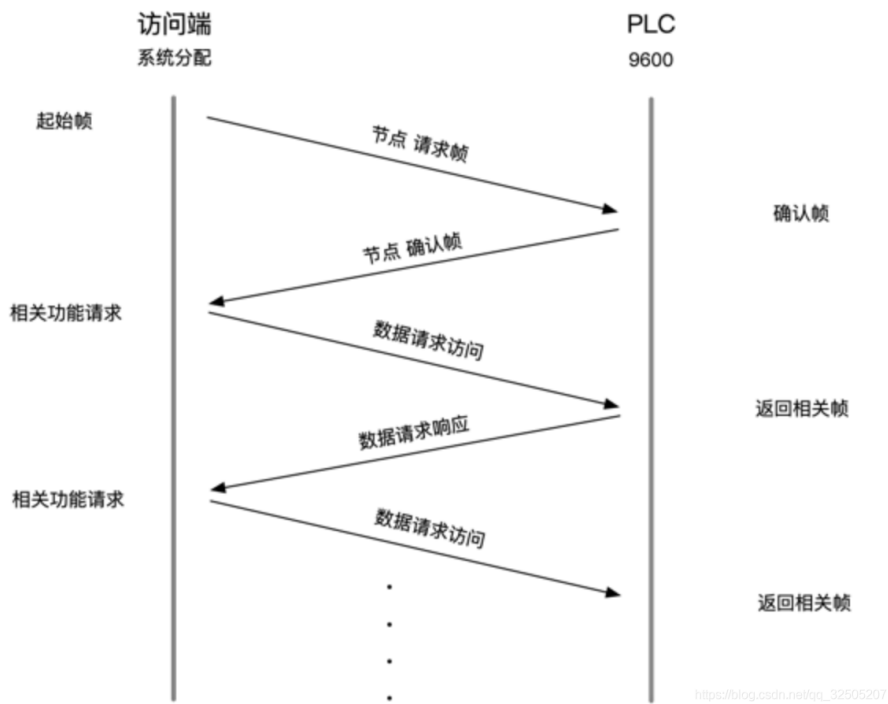 访问端
系统分配
PLC
9600
起始帧
节点 请求帧
确认帧
节点 确认帧
相关功能请求
数据请求访问
返回相关帧
数据请求响应
相关功能请求
数据请求访问
返回相关帧
https://blog.csdn.net/qq_32505207